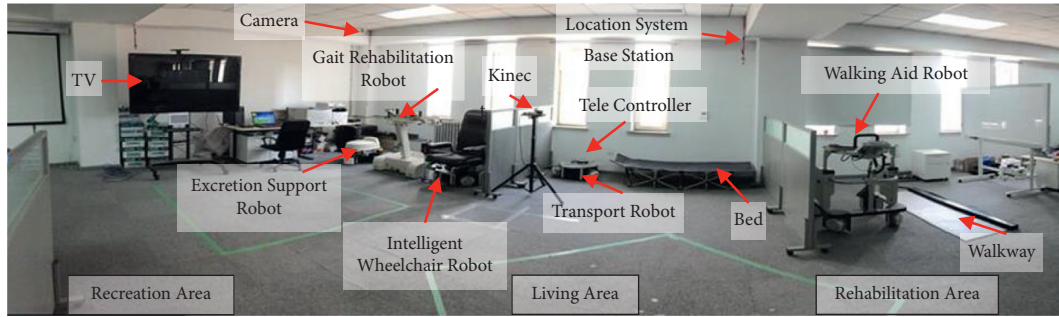 Camera
Location System
Base Station
Gait Rehabilitation
Robot
Kinec
Walking Aid Robot
TV
Tele Controller
Excretion Support
Robot
Transport Robot
Bed
Intelligent
Wheelchair Robot
Walkway
Recreation Area
Living Area
Rehabilitation Area